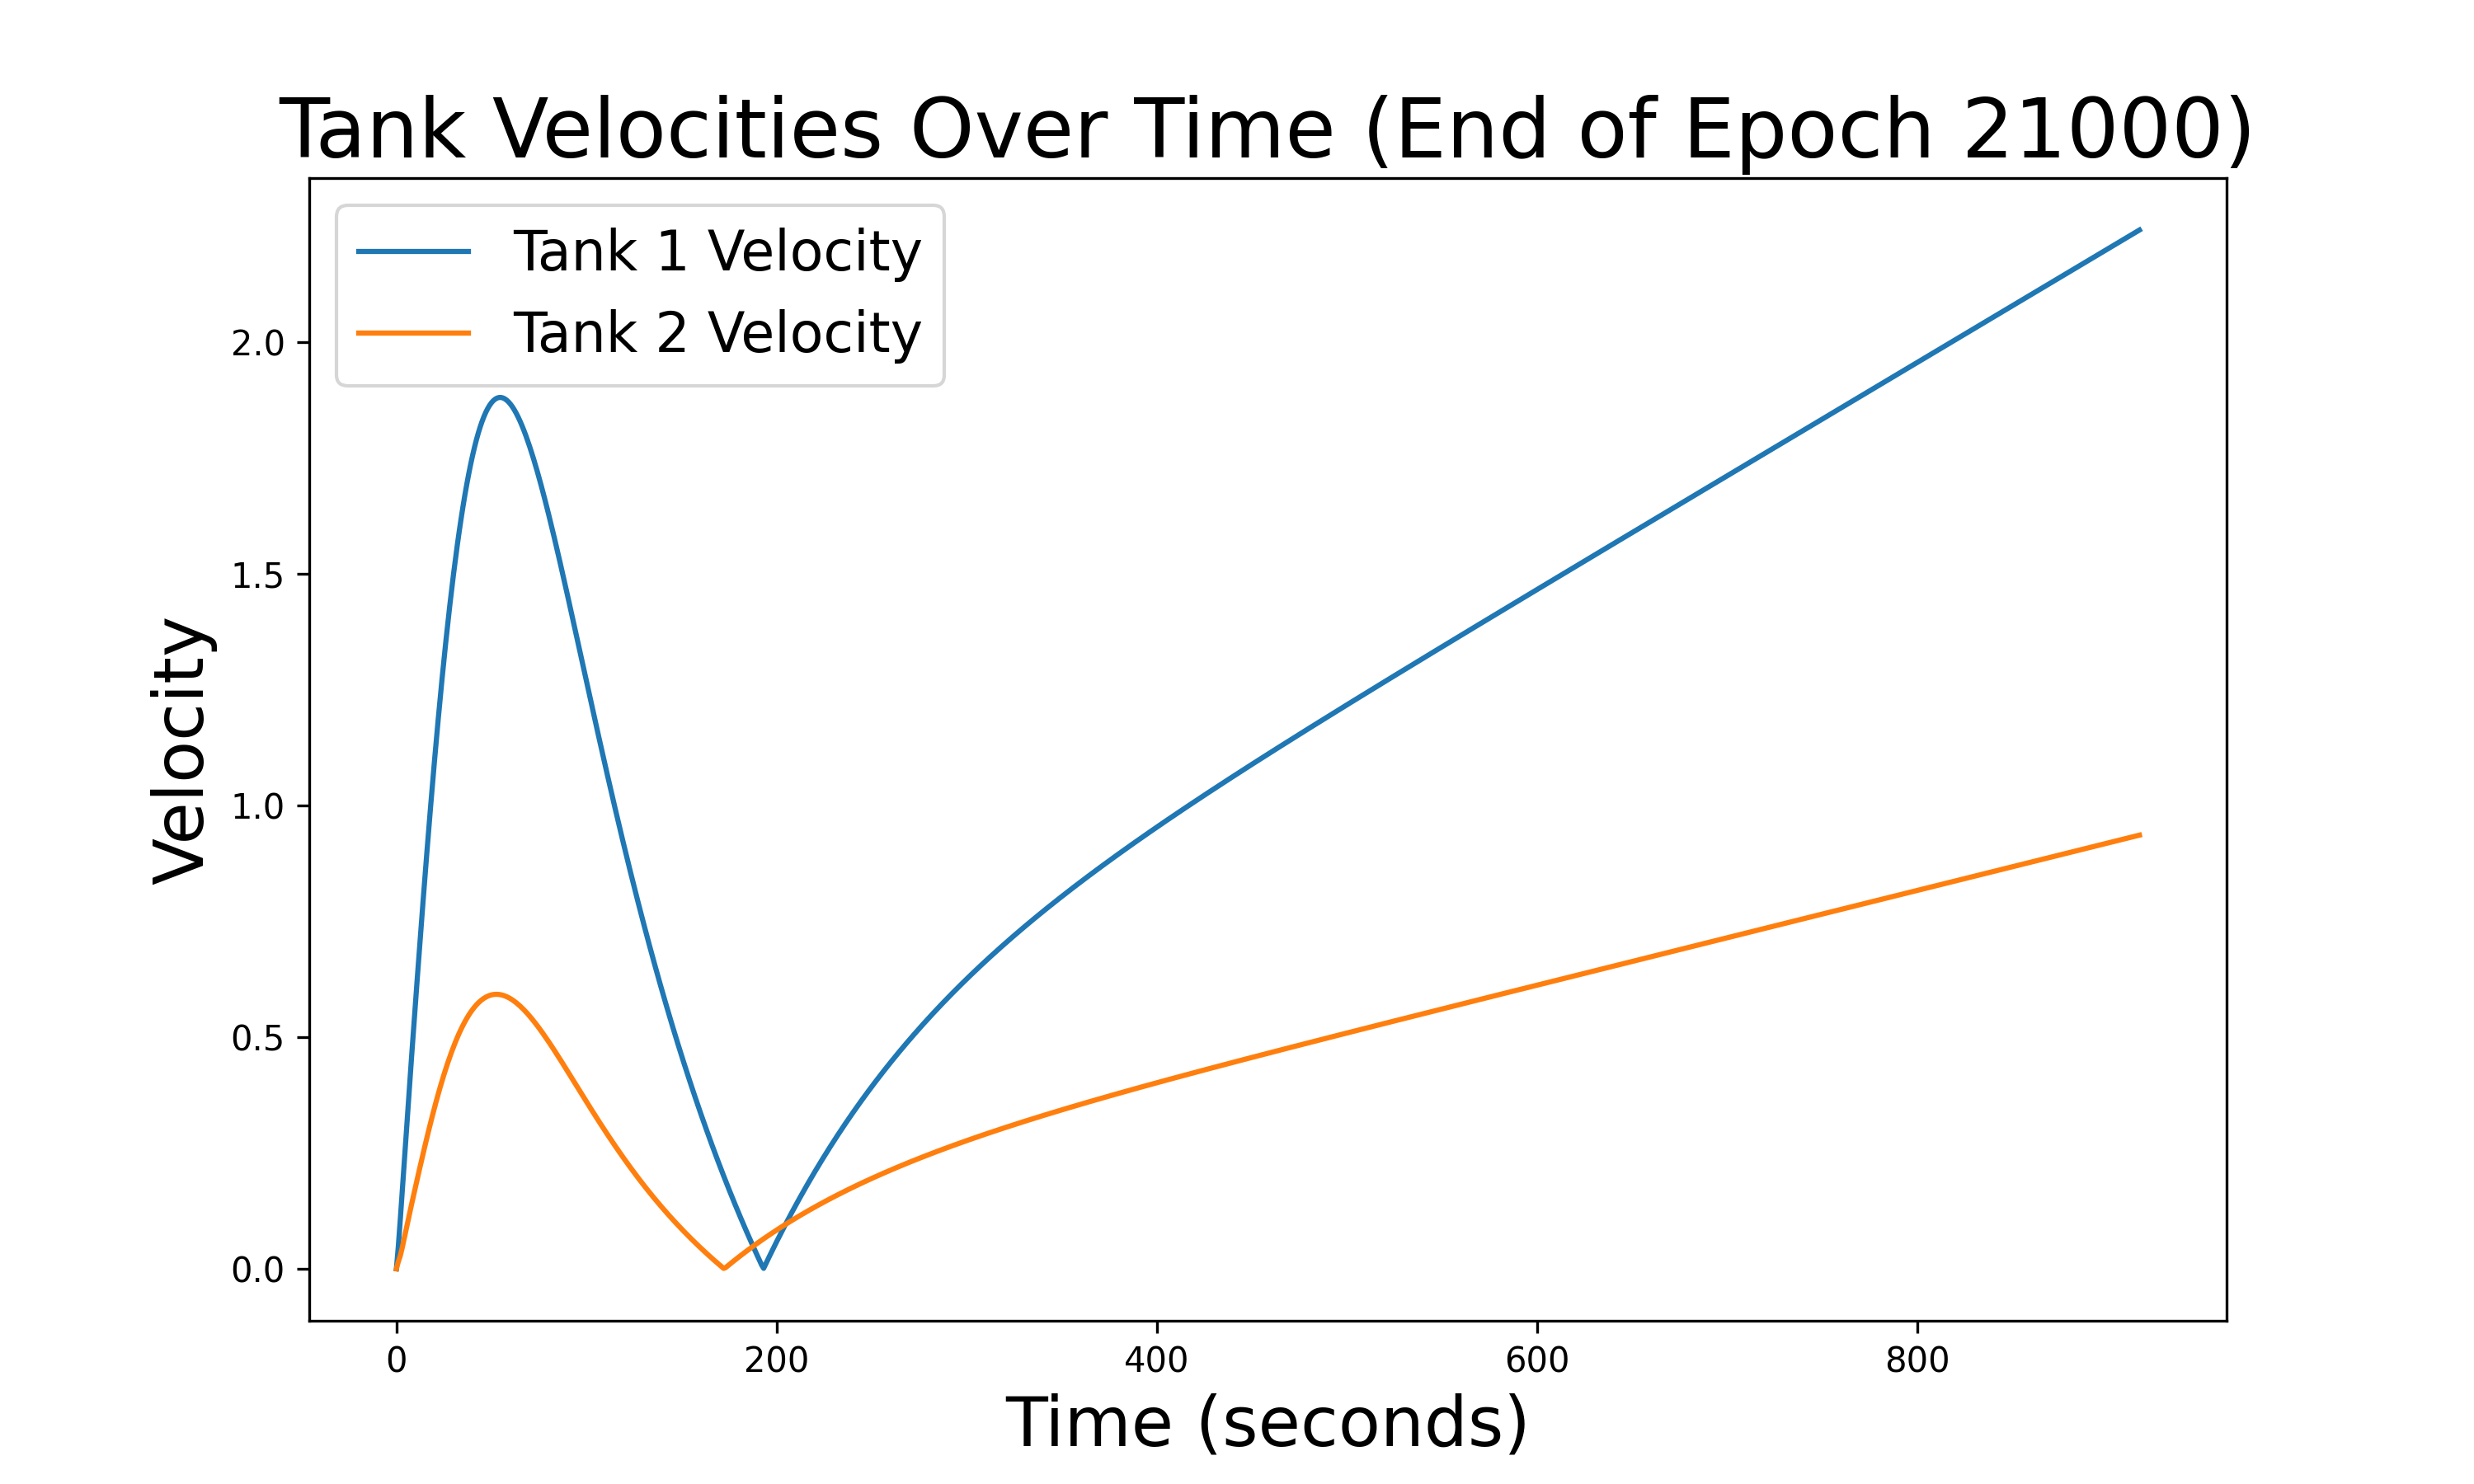 Tank Velocities Over Time (End of Epoch 21000)
Tank 1 Velocity
Tank 2 Velocity
Velocity
2.0
1.5
1.0
0.5
0.0
0 200 400 600 800
Time (seconds)